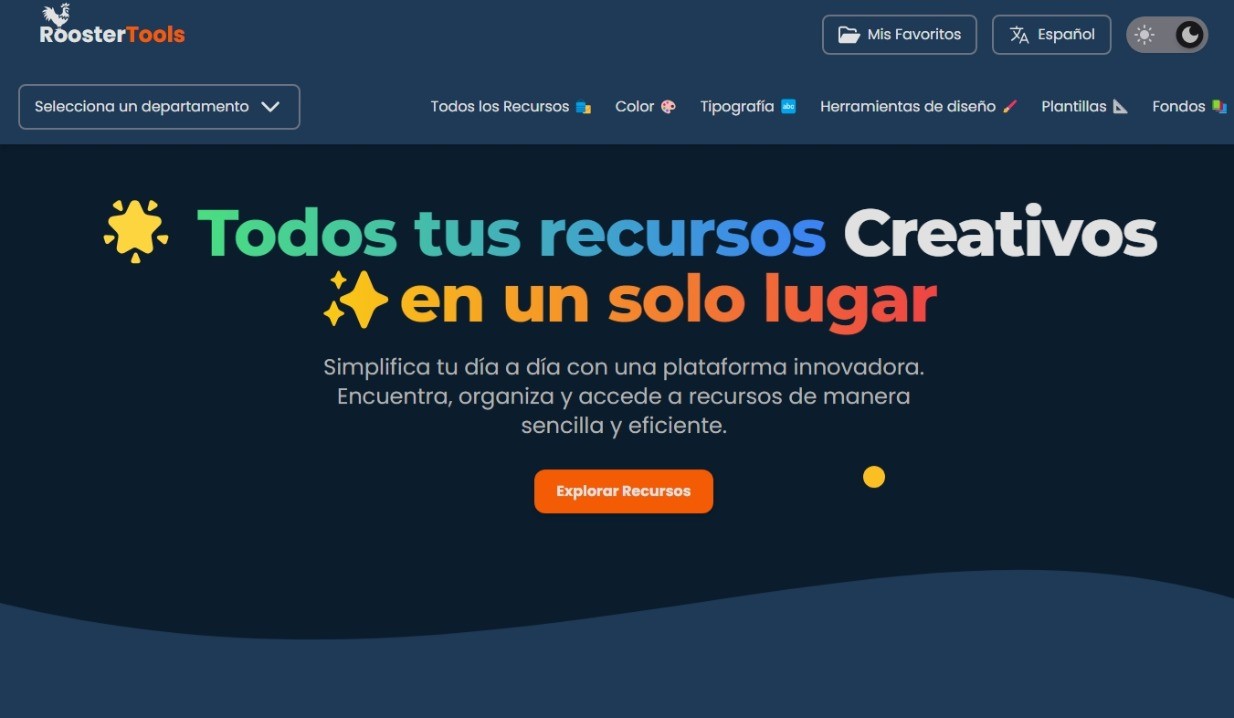 RoosterTools
Mis Favoritos
Español
Selecciona un departamento
Todos los Recursos
Color
Tipografía
abc
Herramientas de diseño
Plantillas
Fondos
Todos tus recursos Creativos
en un solo lugar
Simplifica tu día a día con una plataforma innovadora.
Encuentra, organiza y accede a recursos de manera
sencilla y eficiente.
Explorar Recursos